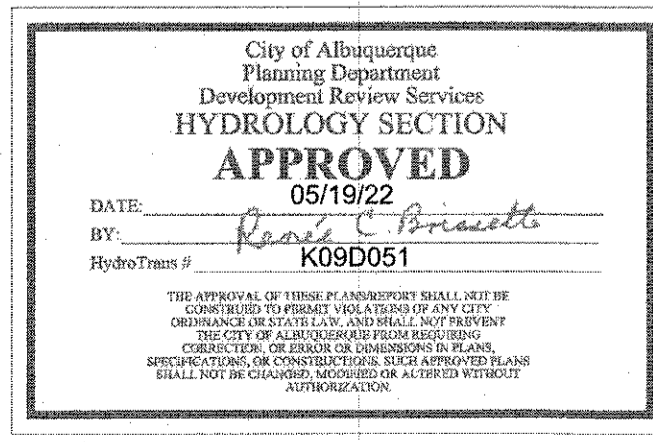 City of Albuquerque
Planning Department
Development Review Services
HYDROLOGY SECTION
APPROVED
DATE: 05/19/22
BY: Reneé C. Brissette
HydroTrans # K09D051
THE APPROVAL OF THESE PLANS/REPORT SHALL NOT BE
CONSTRUED TO PERMIT VIOLATIONS OF ANY CITY
ORDINANCE OR STATE LAW, AND SHALL NOT PREVENT
THE CITY OF ALBUQUERQUE FROM REQUIRING
CORRECTION, OR ERROR OR DIMENSIONS IN PLANS,
SPECIFICATIONS, OR CONSTRUCTIONS. SUCH APPROVED PLANS
SHALL NOT BE CHANGED, MODIFIED OR ALTERED WITHOUT
AUTHORIZATION.